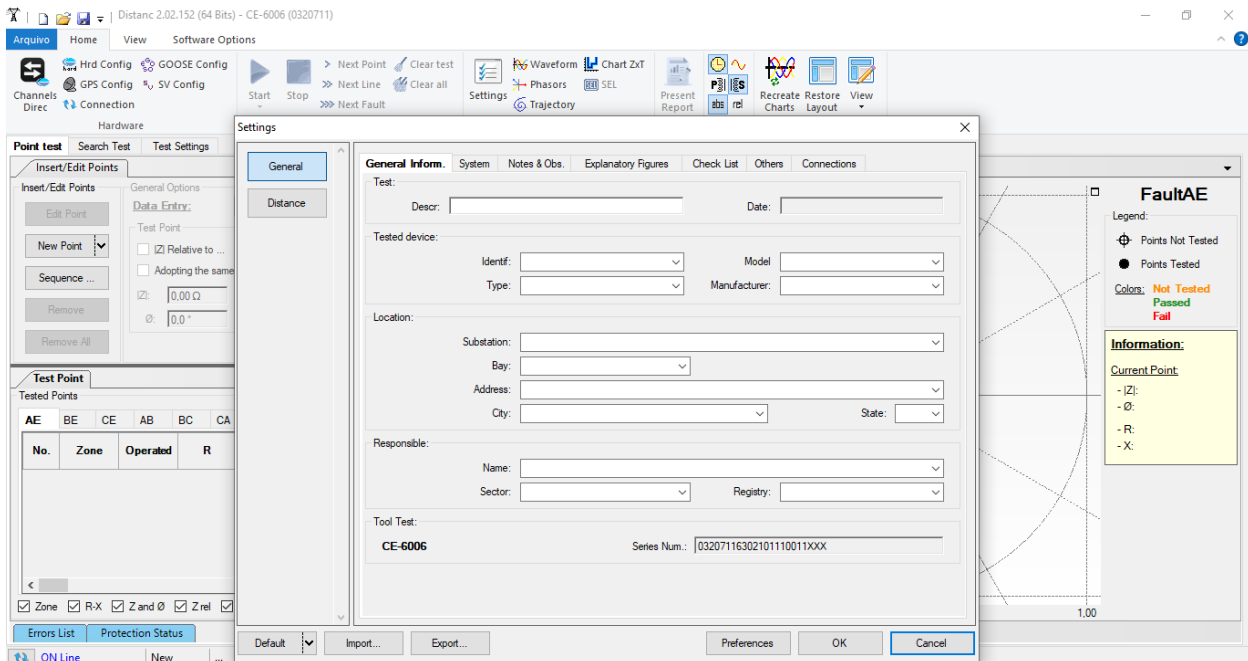 Distanc 2.02.152 (64 Bits) - CE-6006 (0320711)
Arquivo Home View Software Options
Hrd Config GOOSE Config
GPS Config SV Config
Channels Direc
Connection
Hardware
Start Stop
Next Point Clear test
Next Line Clear all
Next Fault
Settings
Waveform Chart ZxT
Phasors SEL
Trajectory
Present Report
abs rel
Recreate Charts
Restore Layout
View
Point test Search Test Test Settings
Insert/Edit Points
Insert/Edit Points
Edit Point
New Point
Sequence ...
Remove
Remove All
General Options
Data Entry:
Test Point
|Z| Relative to ...
Adopting the same
|Z|: 0,00 Ω
Ø: 0,0 °
Test Point
Tested Points
AE BE CE AB BC CA
No. Zone Operated R
Zone R-X Z and Ø Z rel
Errors List Protection Status
ON Line New ...
Settings
General
Distance
General Inform. System Notes & Obs. Explanatory Figures Check List Others Connections
Test:
Descr: Date:
Tested device:
Identif: Model
Type: Manufacturer:
Location:
Substation:
Bay:
Address:
City: State:
Responsible:
Name:
Sector: Registry:
Tool Test:
CE-6006 Series Num.: 03207116302101110011XXX
Default Import... Export... Preferences OK Cancel
1,00
FaultAE
Legend:
Points Not Tested
Points Tested
Colors: Not Tested
Passed
Fail
Information:
Current Point:
- |Z|:
- Ø:
- R:
- X: